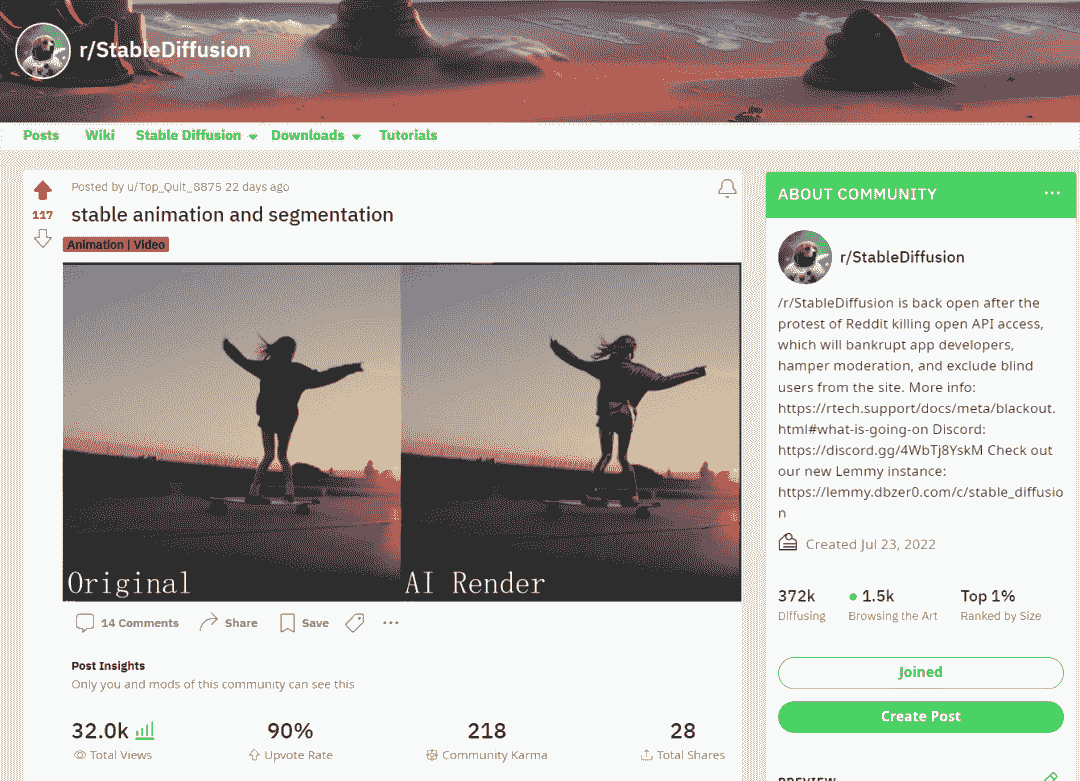 r/StableDiffusion
Posts Wiki Stable Diffusion Downloads Tutorials
117
Posted by u/Top_Quit_8875 22 days ago
stable animation and segmentation
Animation | Video
Original
AI Render
14 Comments Share Save
Post Insights
Only you and mods of this community can see this
32.0k 90% 218 28
Total Views Upvote Rate Community Karma Total Shares
ABOUT COMMUNITY
r/StableDiffusion
/r/StableDiffusion is back open after the
protest of Reddit killing open API access,
which will bankrupt app developers,
hamper moderation, and exclude blind
users from the site. More info:
https://rtech.support/docs/meta/blackout.
html#what-is-going-on Discord:
https://discord.gg/4WbTj8YskM Check out
our new Lemmy instance:
https://lemmy.dbzer0.com/c/stable_diffusio
n
Created Jul 23, 2022
372k 1.5k Top 1%
Diffusing Browsing the Art Ranked by Size
Joined
Create Post
PREVIEW